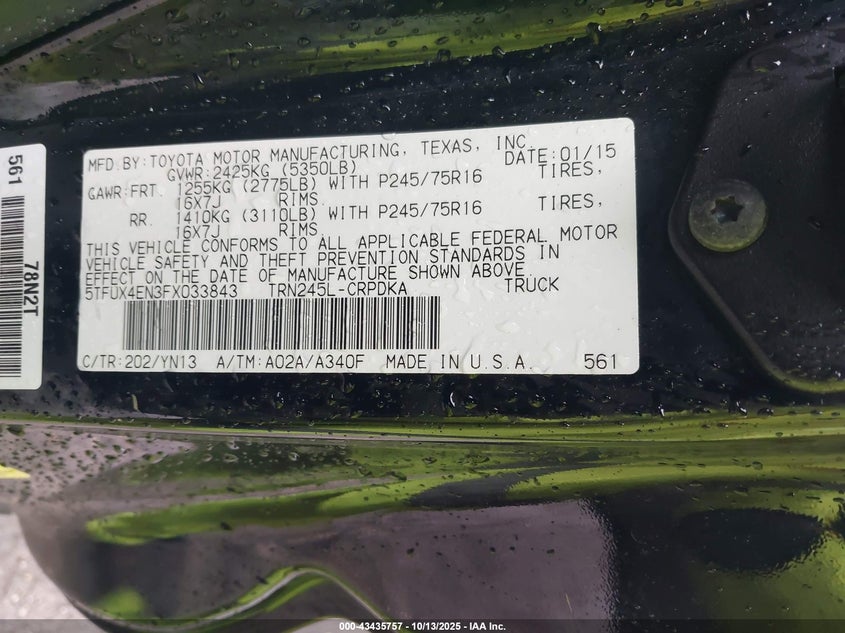 561
78N2T
MFD.BY:TOYOTA MOTOR MANUFACTURING, TEXAS, INC.
GVWR:2425KG (5350LB) DATE:01/15
GAWR:FRT. 1255KG (2775LB) WITH P245/75R16 TIRES,
16X7J RIMS.
RR. 1410KG (3110LB) WITH P245/75R16 TIRES,
16X7J RIMS.
THIS VEHICLE CONFORMS TO ALL APPLICABLE FEDERAL MOTOR
VEHICLE SAFETY AND THEFT PREVENTION STANDARDS IN
EFFECT ON THE DATE OF MANUFACTURE SHOWN ABOVE.
5TFUX4EN3FX033843 TRN245L-CRPDKA TRUCK
C/TR:202/YN13 A/TM:A02A/A340F MADE IN U.S.A. 561
000-43435757 - 10/13/2025 - IAA Inc.